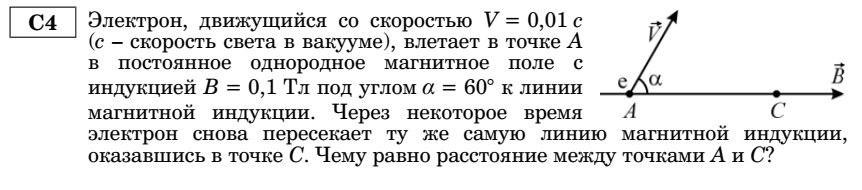 C4
Электрон, движущийся со скоростью V = 0,01 c
(c – скорость света в вакууме), влетает в точке A
в постоянное однородное магнитное поле с
индукцией B = 0,1 Тл под углом α = 60° к линии
магнитной индукции. Через некоторое время
электрон снова пересекает ту же самую линию магнитной индукции,
оказавшись в точке C. Чему равно расстояние между точками A и C?
V⃗
e α
B⃗
A C